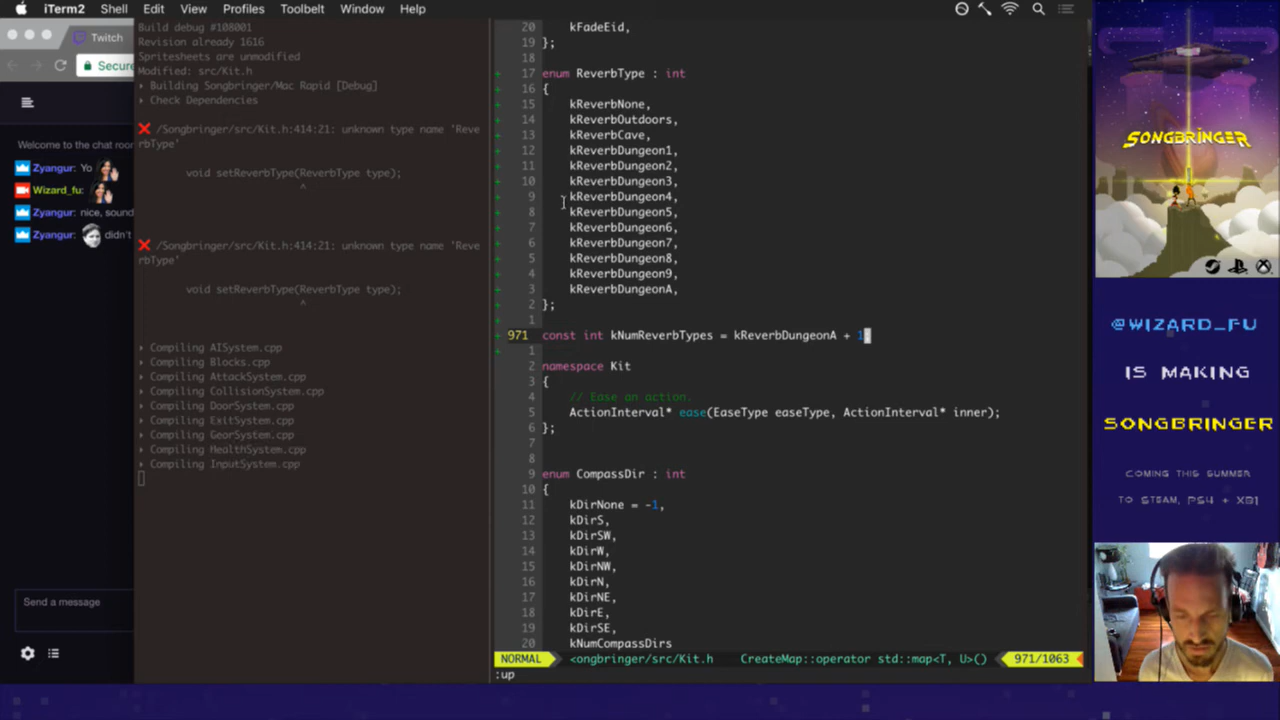 iTerm2 Shell Edit View Profiles Toolbelt Window Help
Twitch
Secure
Welcome to the chat roo
Zyangur: Yo
Wizard_fu:
Zyangur: nice, sound
Zyangur: didn't
Send a message
Build debug #108001
Revision already 1616
Spritesheets are unmodified
Modified: src/Kit.h
Building Songbringer/Mac Rapid [Debug]
Check Dependencies
/Songbringer/src/Kit.h:414:21: unknown type name 'Reve
rbType'
void setReverbType(ReverbType type);
^
/Songbringer/src/Kit.h:414:21: unknown type name 'Reve
rbType'
void setReverbType(ReverbType type);
^
Compiling AISystem.cpp
Compiling Blocks.cpp
Compiling AttackSystem.cpp
Compiling CollisionSystem.cpp
Compiling DoorSystem.cpp
Compiling ExitSystem.cpp
Compiling GearSystem.cpp
Compiling HealthSystem.cpp
Compiling InputSystem.cpp
20 kFadeEid,
19 };
18
+ 17 enum ReverbType : int
+ 16 {
+ 15 kReverbNone,
+ 14 kReverbOutdoors,
+ 13 kReverbCave,
+ 12 kReverbDungeon1,
+ 11 kReverbDungeon2,
+ 10 kReverbDungeon3,
+ 9 kReverbDungeon4,
+ 8 kReverbDungeon5,
+ 7 kReverbDungeon6,
+ 6 kReverbDungeon7,
+ 5 kReverbDungeon8,
+ 4 kReverbDungeon9,
+ 3 kReverbDungeonA,
+ 2 };
+ 1
+ 971 const int kNumReverbTypes = kReverbDungeonA + 1
+ 1
2 namespace Kit
3 {
4 // Ease an action.
5 ActionInterval* ease(EaseType easeType, ActionInterval* inner);
6 };
7
8
9 enum CompassDir : int
10 {
11 kDirNone = -1,
12 kDirS,
13 kDirSW,
14 kDirW,
15 kDirNW,
16 kDirN,
17 kDirNE,
18 kDirE,
19 kDirSE,
20 kNumCompassDirs
NORMAL <ongbringer/src/Kit.h CreateMap::operator std::map<T, U>() 971/1063
:up
SONGBRINGER
@WIZARD_FU
IS MAKING
SONGBRINGER
COMING THIS SUMMER
TO STEAM, PS4 + XB1